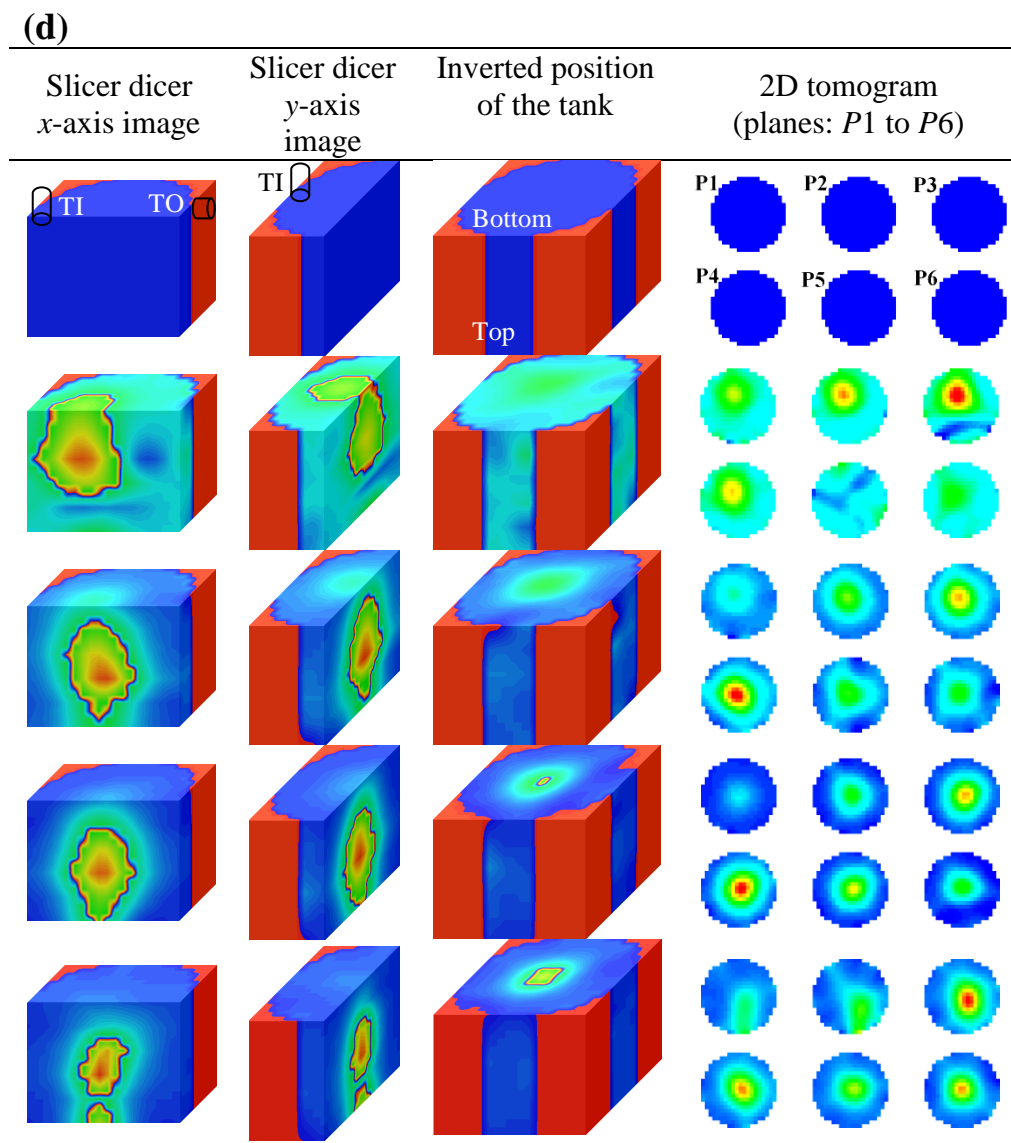 (d)
Slicer dicer
x-axis image
Slicer dicer
y-axis
image
Inverted position
of the tank
2D tomogram
(planes: P1 to P6)
TI
TO
TI
Bottom
Top
P1
P2
P3
P4
P5
P6